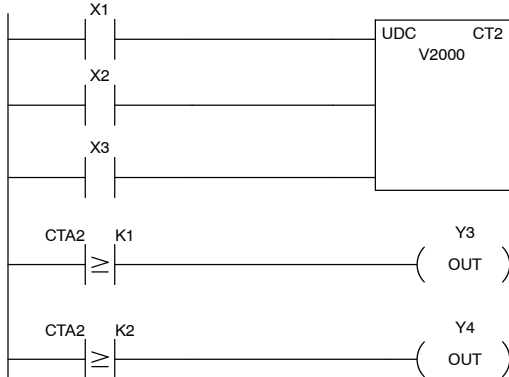 X1
UDC CT2
V2000
X2
X3
CTA2 K1
≥
Y3
OUT
CTA2 K2
≥
Y4
OUT